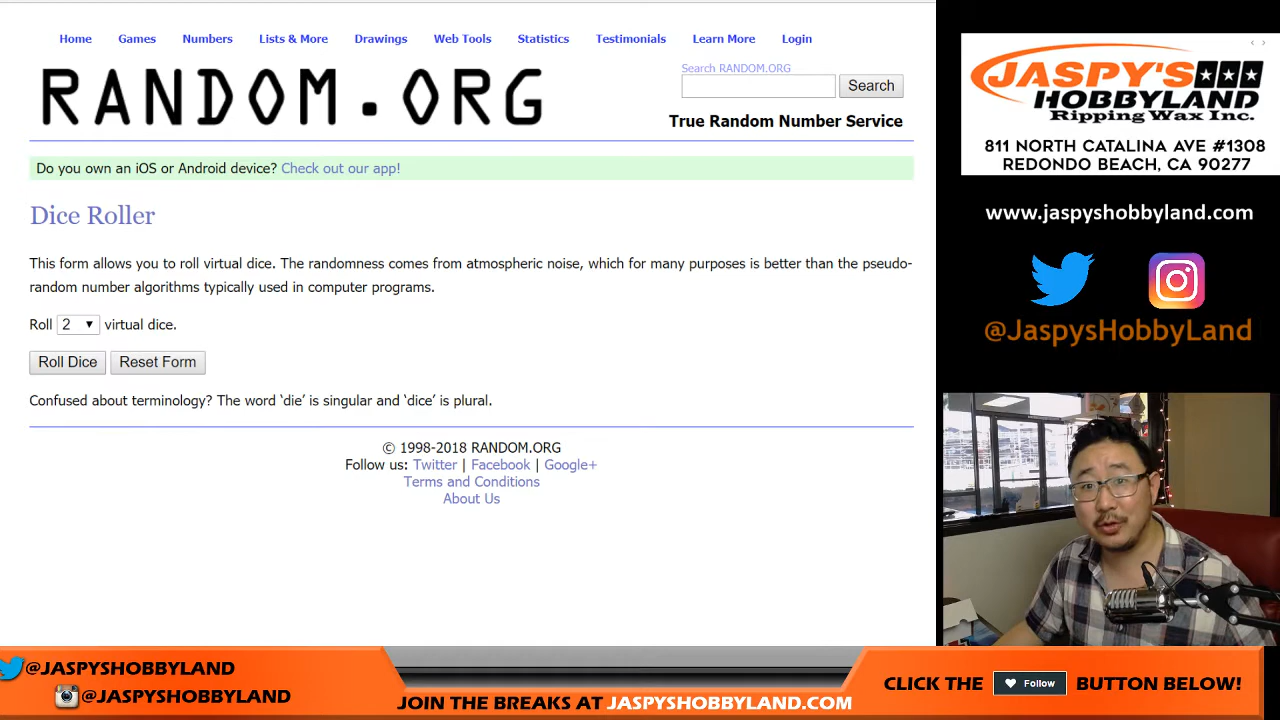 Home Games Numbers Lists & More Drawings Web Tools Statistics Testimonials Learn More Login
RANDOM.ORG
Search RANDOM.ORG
Search
True Random Number Service
Do you own an iOS or Android device? Check out our app!
Dice Roller
This form allows you to roll virtual dice. The randomness comes from atmospheric noise, which for many purposes is better than the pseudo-
random number algorithms typically used in computer programs.
Roll 2 virtual dice.
Roll Dice Reset Form
Confused about terminology? The word ‘die’ is singular and ‘dice’ is plural.
© 1998-2018 RANDOM.ORG
Follow us: Twitter | Facebook | Google+
Terms and Conditions
About Us
JASPY'S
HOBBYLAND
Ripping Wax Inc.
811 NORTH CATALINA AVE #1308
REDONDO BEACH, CA 90277
www.jaspyshobbyland.com
@JaspysHobbyLand
@JASPYSHOBBYLAND
@JASPYSHOBBYLAND
JOIN THE BREAKS AT JASPYSHOBBYLAND.COM
CLICK THE Follow BUTTON BELOW!